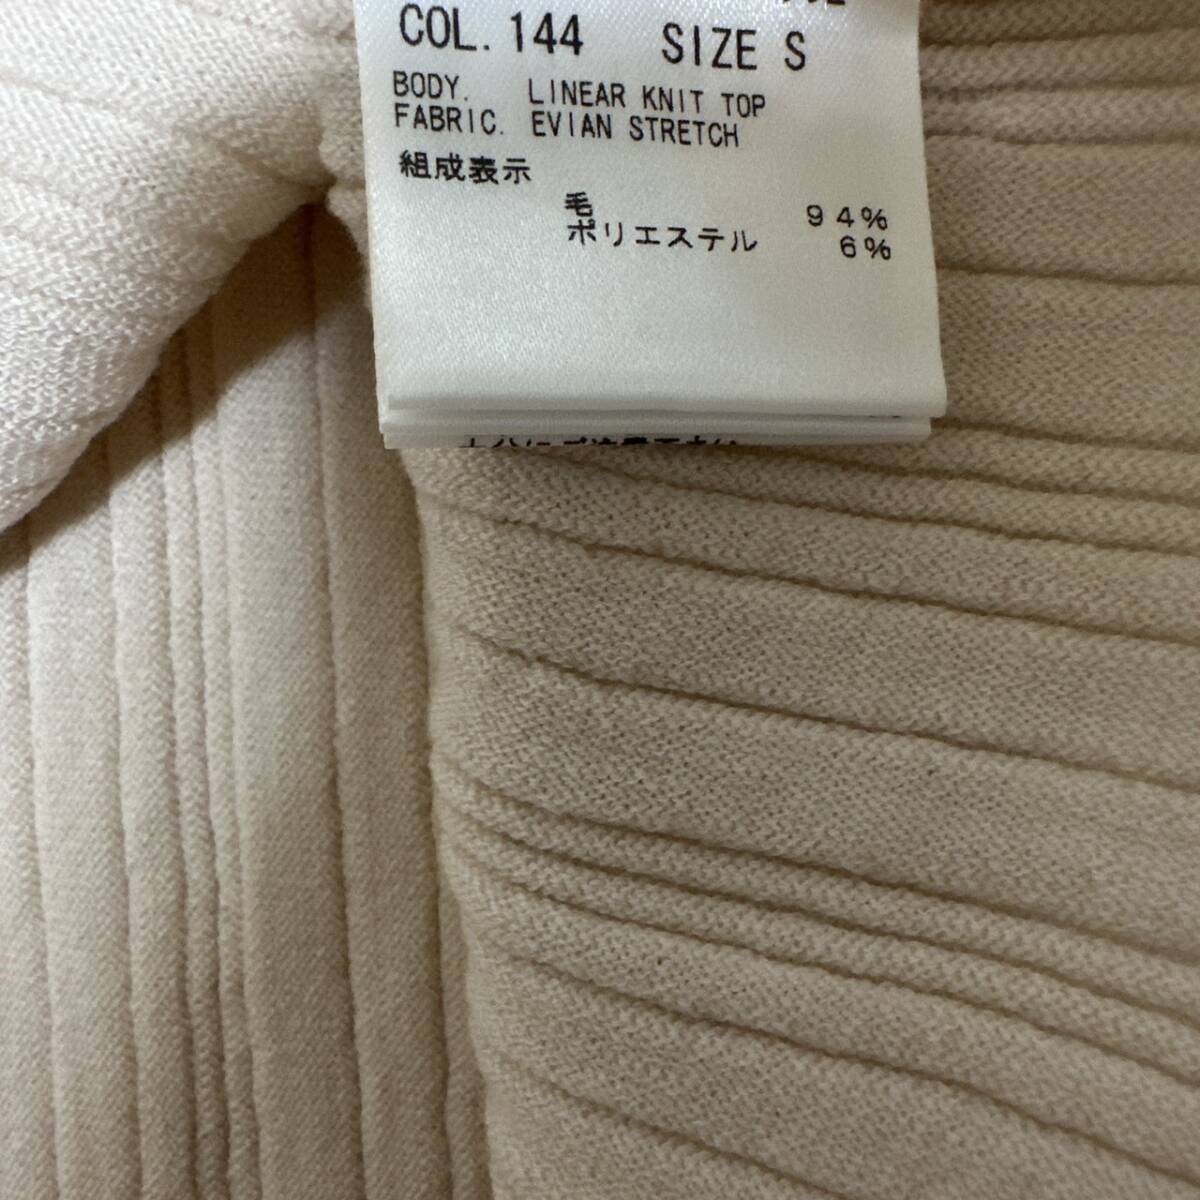 COL. 144 SIZE S
BODY. LINEAR KNIT TOP
FABRIC. EVIAN STRETCH
組成表示
毛 94%
ポリエステル 6%